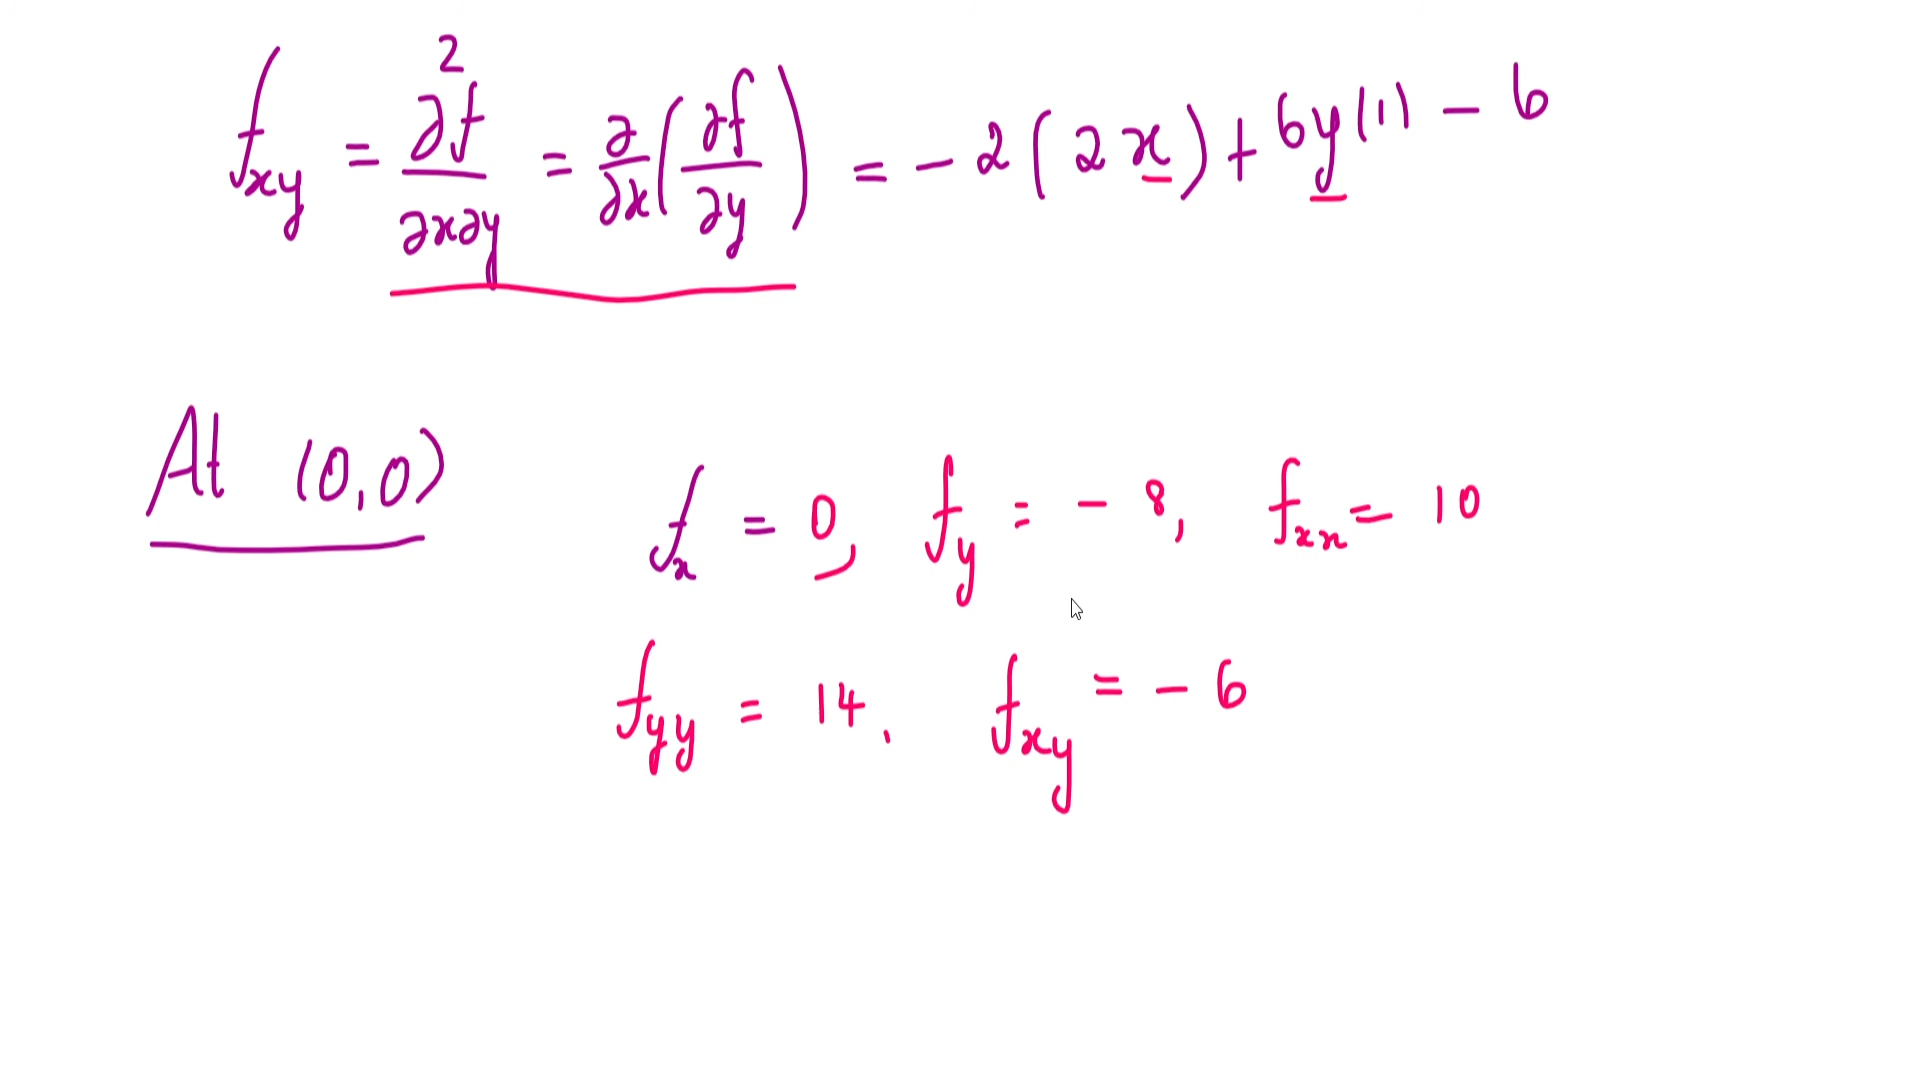 f_xy = ∂²f/∂x∂y = ∂/∂x (∂f/∂y) = -2(2x) + 6y(1) - 6
At (0,0)
f_x = 0, f_y = -8, f_xx = 10
f_yy = 14, f_xy = -6